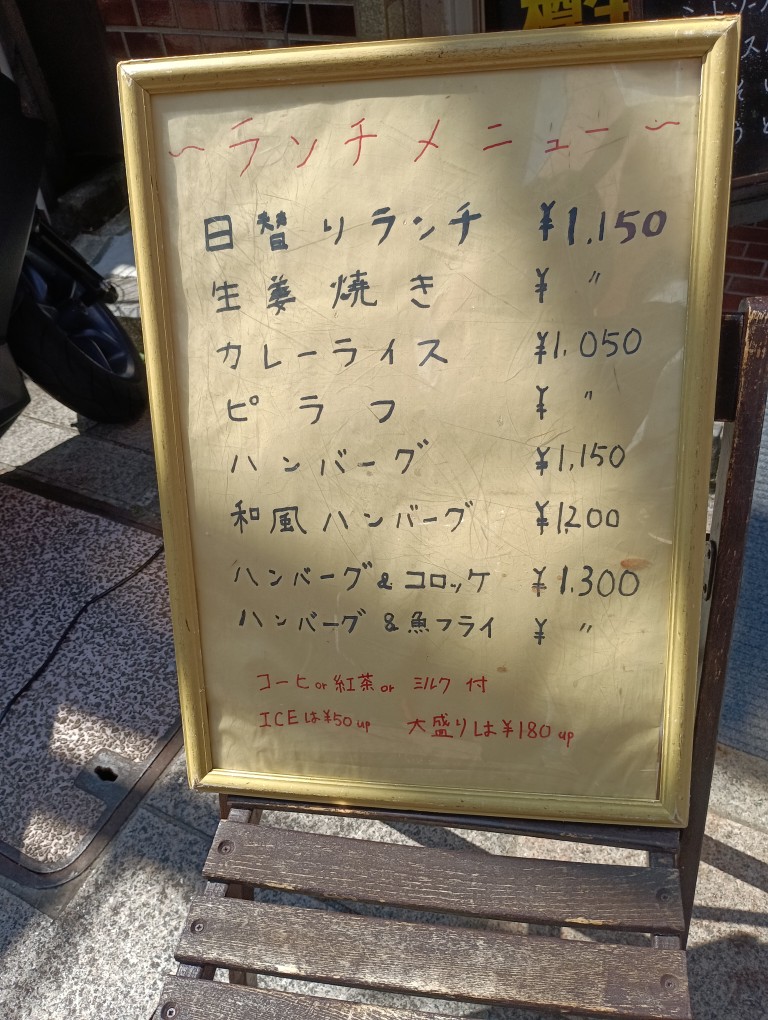 ～ランチメニュー～
日替りランチ ¥1,150
生姜焼き ¥ 〃
カレーライス ¥1,050
ピラフ ¥ 〃
ハンバーグ ¥1,150
和風ハンバーグ ¥1200
ハンバーグ&コロッケ ¥1,300
ハンバーグ&魚フライ ¥ 〃
コーヒor紅茶or ミルク 付
ICEは¥50up 大盛りは¥180up